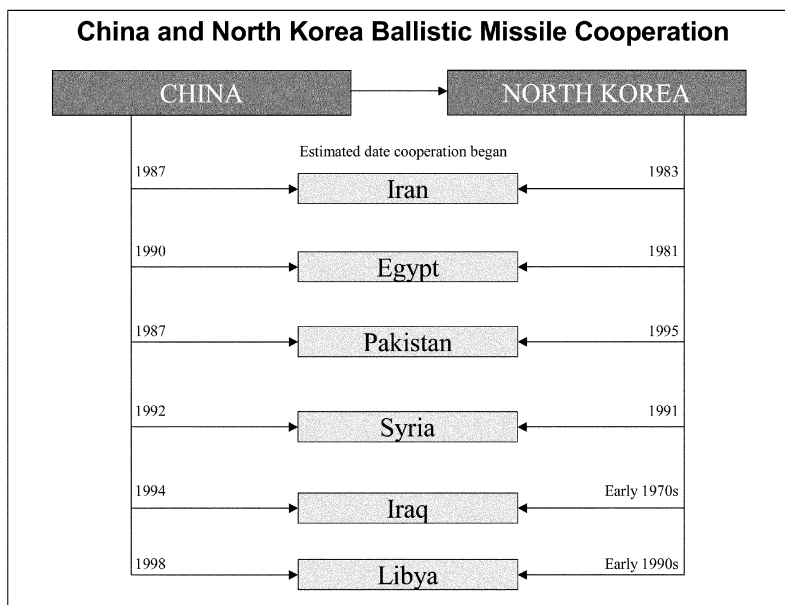 China and North Korea Ballistic Missile Cooperation
CHINA
NORTH KOREA
Estimated date cooperation began
1987
Iran
1983
1990
Egypt
1981
1987
Pakistan
1995
1992
Syria
1991
1994
Iraq
Early 1970s
1998
Libya
Early 1990s